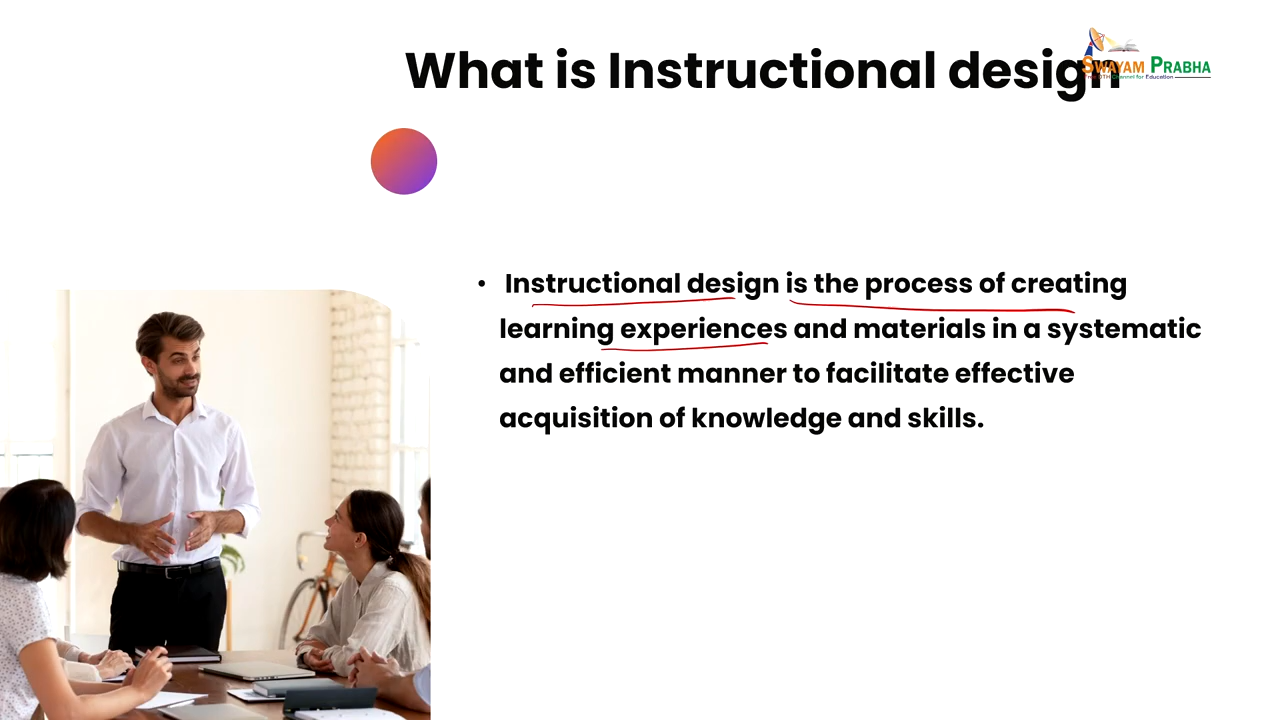 What is Instructional design
SWAYAM PRABHA
• Instructional design is the process of creating
learning experiences and materials in a systematic
and efficient manner to facilitate effective
acquisition of knowledge and skills.